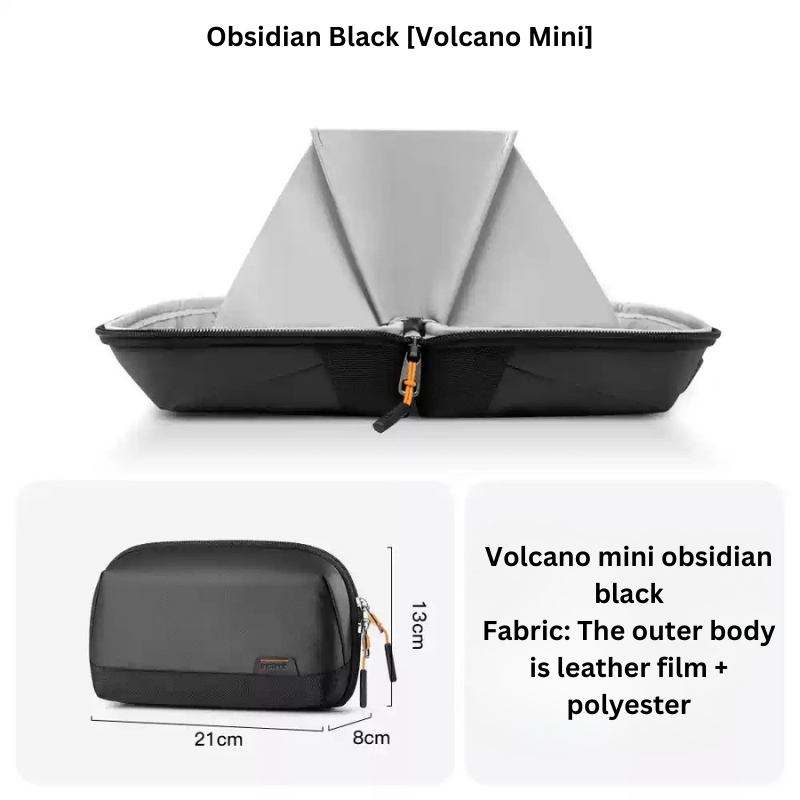 Obsidian Black [Volcano Mini]
13cm
21cm
8cm
Volcano mini obsidian
black
Fabric: The outer body
is leather film +
polyester